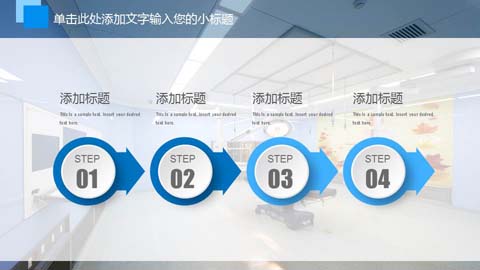 单击此处添加文字输入您的小标题
添加标题
This is a sample text. Insert your desired
text here.
添加标题
This is a sample text. Insert your desired
text here.
添加标题
This is a sample text. Insert your desired
text here.
添加标题
This is a sample text. Insert your desired
text here.
STEP
01
STEP
02
STEP
03
STEP
04